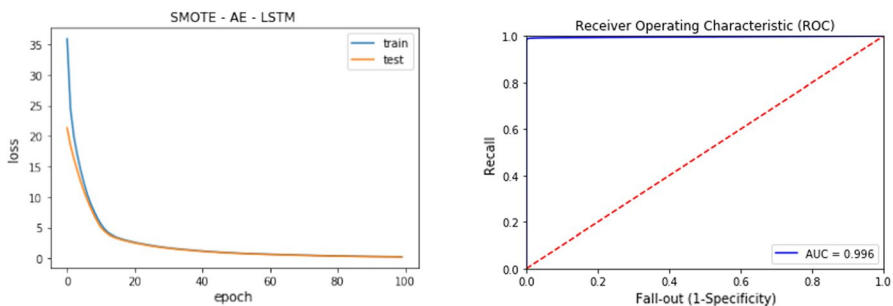 SMOTE - AE - LSTM
35
30
25
20
15
10
5
0
loss
train
test
0 20 40 60 80 100
epoch
Receiver Operating Characteristic (ROC)
1.0
0.8
0.6
0.4
0.2
0.0
Recall
AUC = 0.996
0.0 0.2 0.4 0.6 0.8 1.0
Fall-out (1-Specificity)